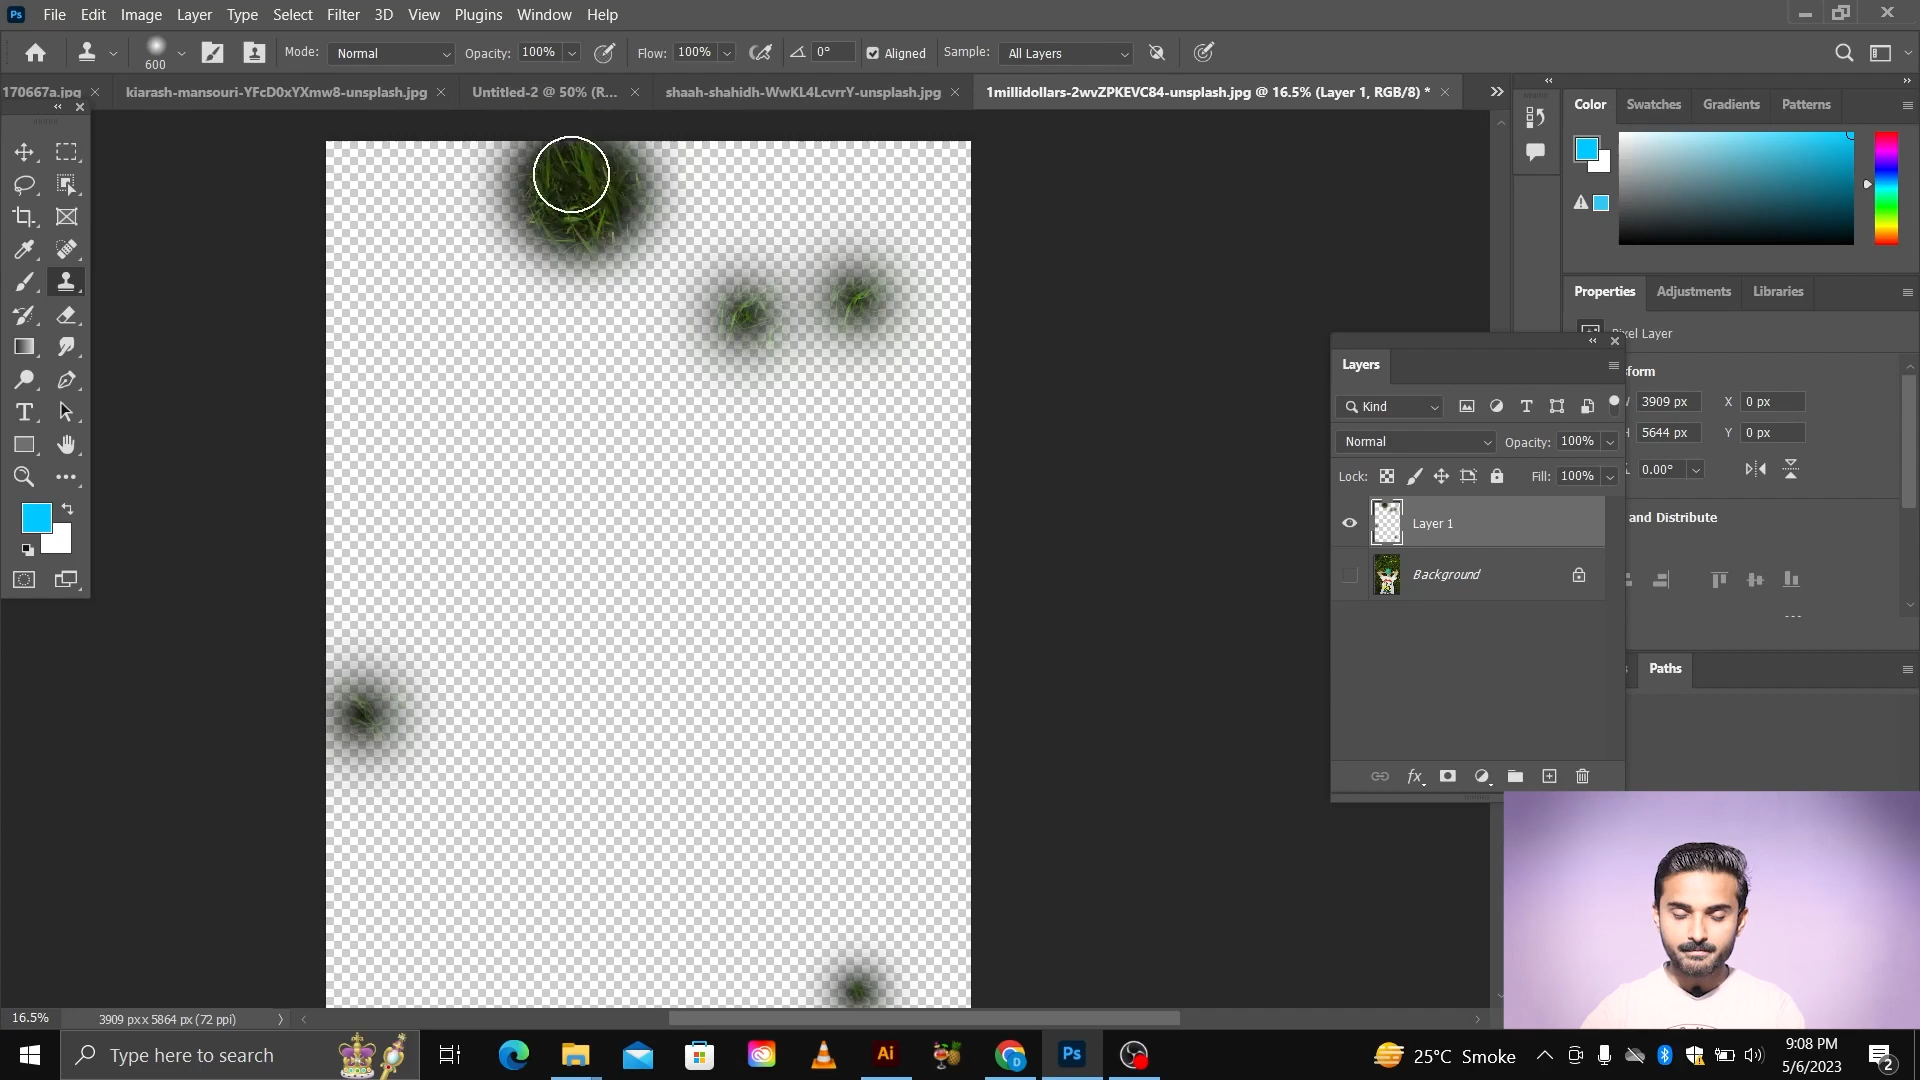 Ps File Edit Image Layer Type Select Filter 3D View Plugins Window Help
600 Mode: Normal Opacity: 100% Flow: 100% 0° Aligned Sample: All Layers
170667a.jpg kiarash-mansouri-YFcD0xYXmw8-unsplash.jpg Untitled-2 @ 50% (R... shaah-shahidh-WwKL4LcvrrY-unsplash.jpg 1millidollars-2wvZPKEVC84-unsplash.jpg @ 16.5% (Layer 1, RGB/8) *
Color Swatches Gradients Patterns
Properties Adjustments Libraries
Pixel Layer
Layers
3909 px X 0 px
Kind
H 5644 px Y 0 px
Normal Opacity: 100%
0.00°
Lock: Fill: 100%
Layer 1
and Distribute
Background
Paths
fx
16.5% 3909 px x 5864 px (72 ppi)
Type here to search
Ai
Ps
25°C Smoke
9:08 PM
5/6/2023
2